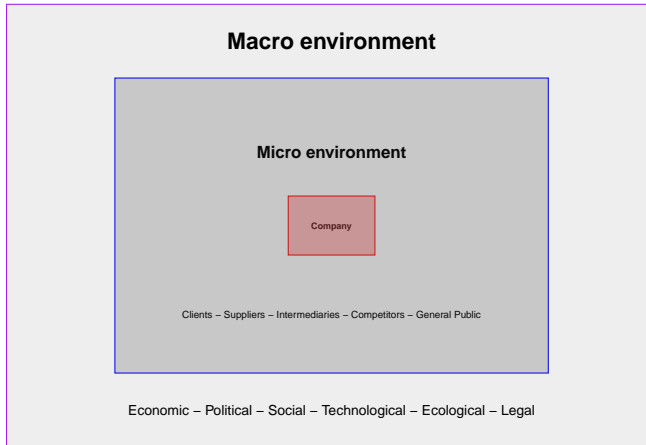 Macro environment
Micro environment
Company
Clients – Suppliers – Intermediaries – Competitors – General Public
Economic – Political – Social – Technological – Ecological – Legal